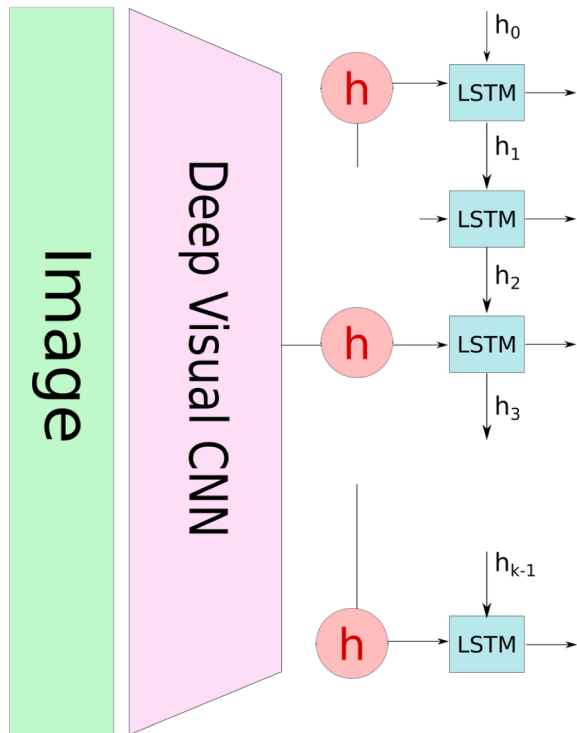 Image
Deep Visual CNN
h₀
h
LSTM
h₁
LSTM
h₂
h
LSTM
h₃
hₖ₋₁
h
LSTM